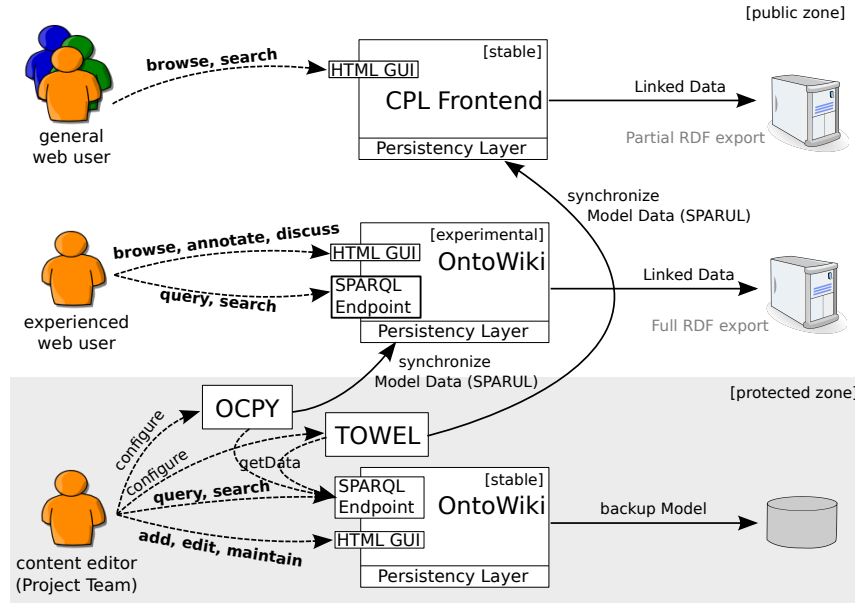 [public zone]
browse, search
general
web user
HTML GUI
[stable]
CPL Frontend
Persistency Layer
Linked Data
Partial RDF export
synchronize
Model Data (SPARUL)
browse, annotate, discuss
query, search
experienced
web user
HTML GUI
SPARQL
Endpoint
[experimental]
OntoWiki
Persistency Layer
Linked Data
Full RDF export
synchronize
Model Data (SPARUL)
[protected zone]
OCPY
TOWEL
configure
configure
getData
query, search
add, edit, maintain
content editor
(Project Team)
SPARQL
Endpoint
HTML GUI
[stable]
OntoWiki
Persistency Layer
backup Model